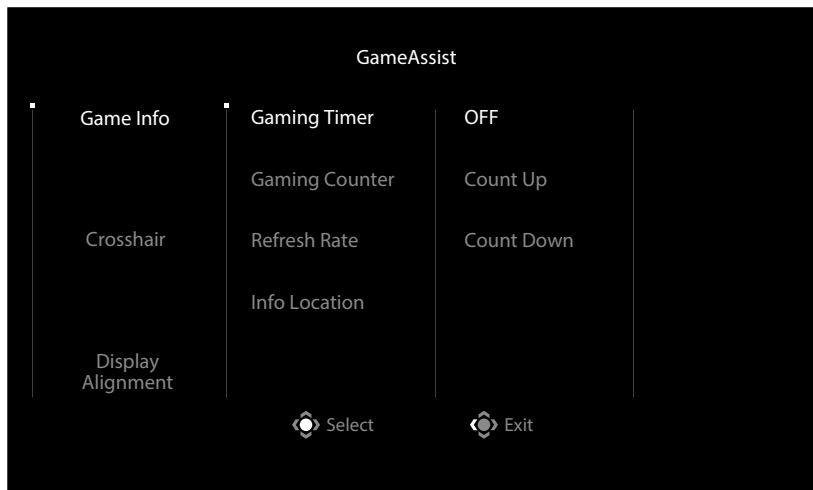 GameAssist
Game Info
Gaming Timer
OFF
Gaming Counter
Count Up
Crosshair
Refresh Rate
Count Down
Info Location
Display
Alignment
Select
Exit